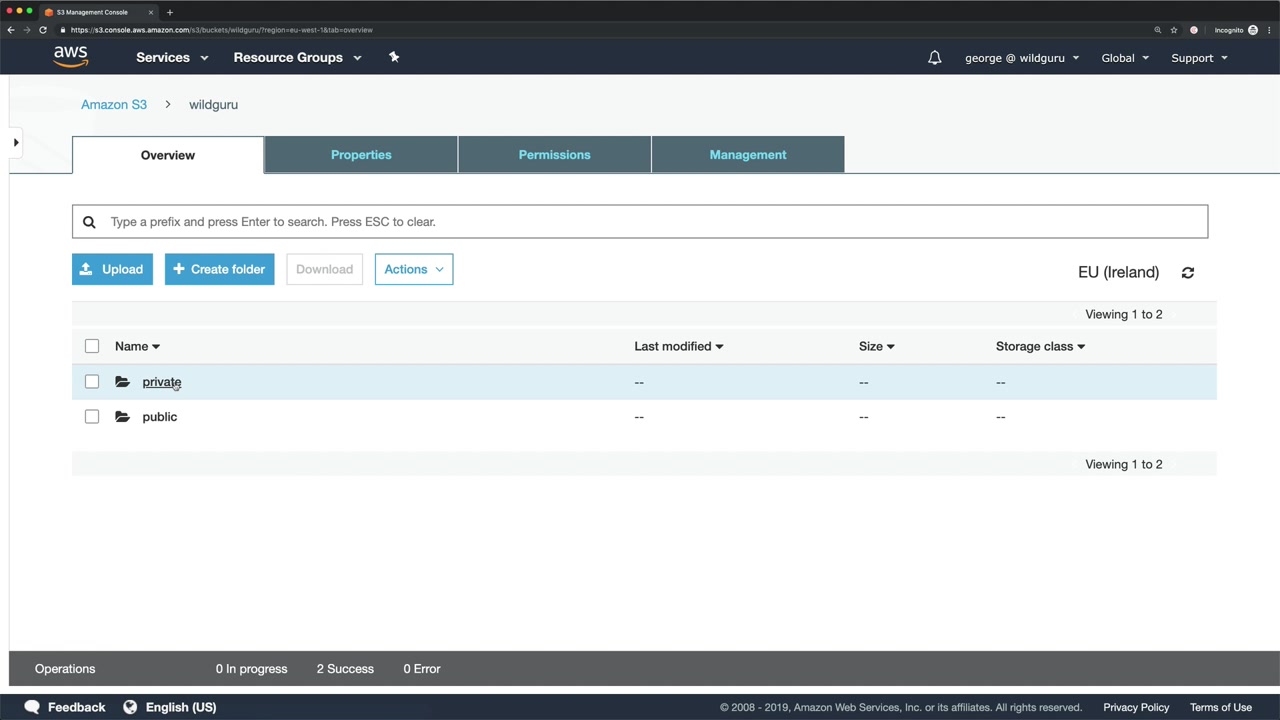 S3 Management Console
https://s3.console.aws.amazon.com/s3/buckets/wildguru/?region=eu-west-1&tab=overview
Incognito
aws Services Resource Groups george @ wildguru Global Support
Amazon S3 wildguru
Overview Properties Permissions Management
Type a prefix and press Enter to search. Press ESC to clear.
Upload Create folder Download Actions EU (Ireland)
Viewing 1 to 2
Name Last modified Size Storage class
private -- -- --
public -- -- --
Viewing 1 to 2
Operations 0 In progress 2 Success 0 Error
Feedback English (US) © 2008 - 2019, Amazon Web Services, Inc. or its affiliates. All rights reserved. Privacy Policy Terms of Use